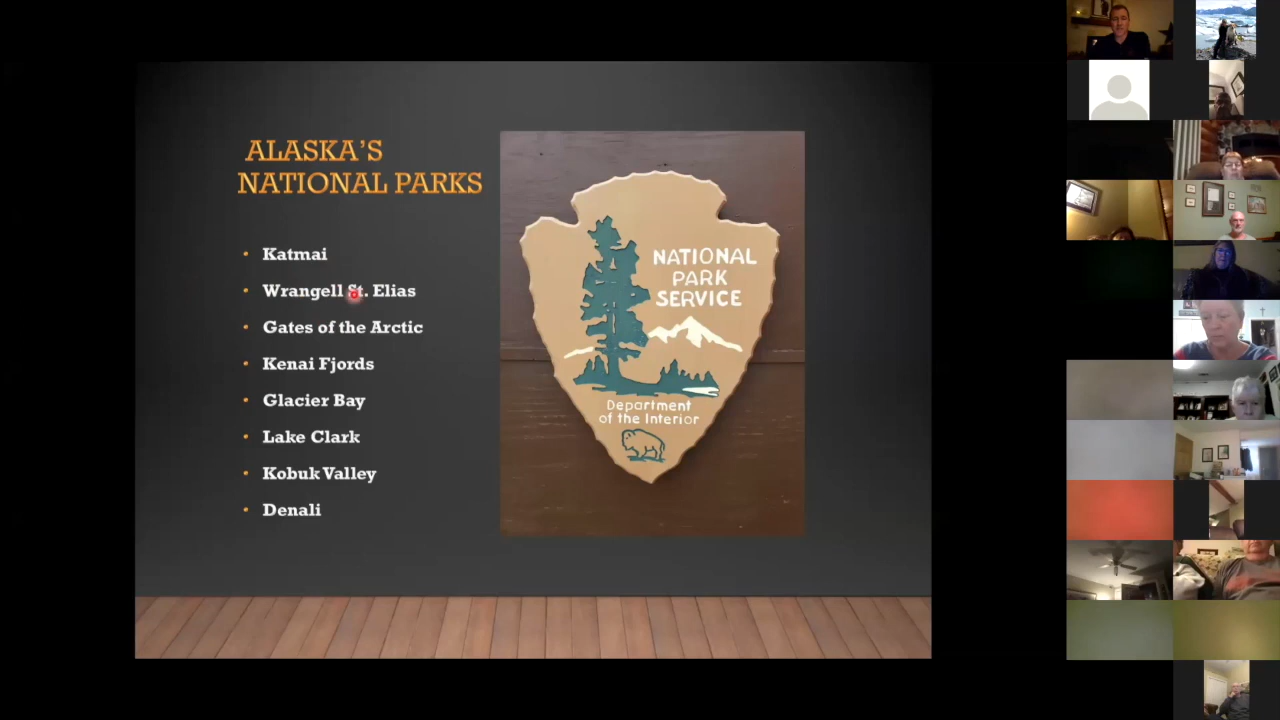 ALASKA'S
NATIONAL PARKS
• Katmai
• Wrangell St. Elias
• Gates of the Arctic
• Kenai Fjords
• Glacier Bay
• Lake Clark
• Kobuk Valley
• Denali
NATIONAL
PARK
SERVICE
Department
of the Interior